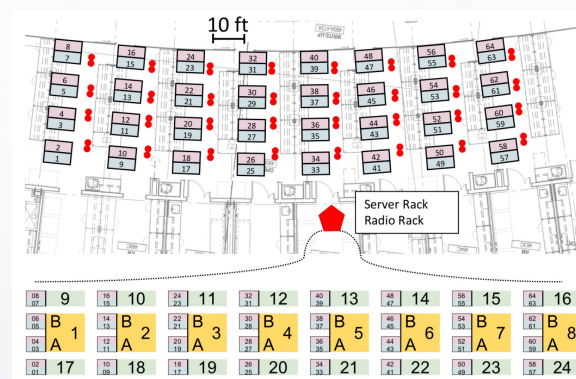 10 ft
WRITE-UP
460A-472A
8 16 24 32 40 48 56 64
7 15 23 31 39 47 55 63
6 14 22 30 38 46 54 62
5 13 21 29 37 45 53 61
4 12 20 28 36 44 52 60
3 11 19 27 35 43 51 59
2 10 18 26 34 42 50 58
1 9 17 25 33 41 49 57
Server Rack
Radio Rack
08 16 24 32 40 48 56 64
07 9 15 10 23 11 31 12 39 13 47 14 55 15 63 16
06 B 14 B 22 B 30 B 38 B 46 B 54 B 62 B
05 1 13 2 21 3 29 4 37 5 45 6 53 7 61 8
04 A 12 A 20 A 28 A 36 A 44 A 52 A 60 A
03 11 19 27 35 43 51 59
02 17 10 18 18 19 26 20 34 21 42 22 50 23 58 24
01 09 17 25 33 41 49 57